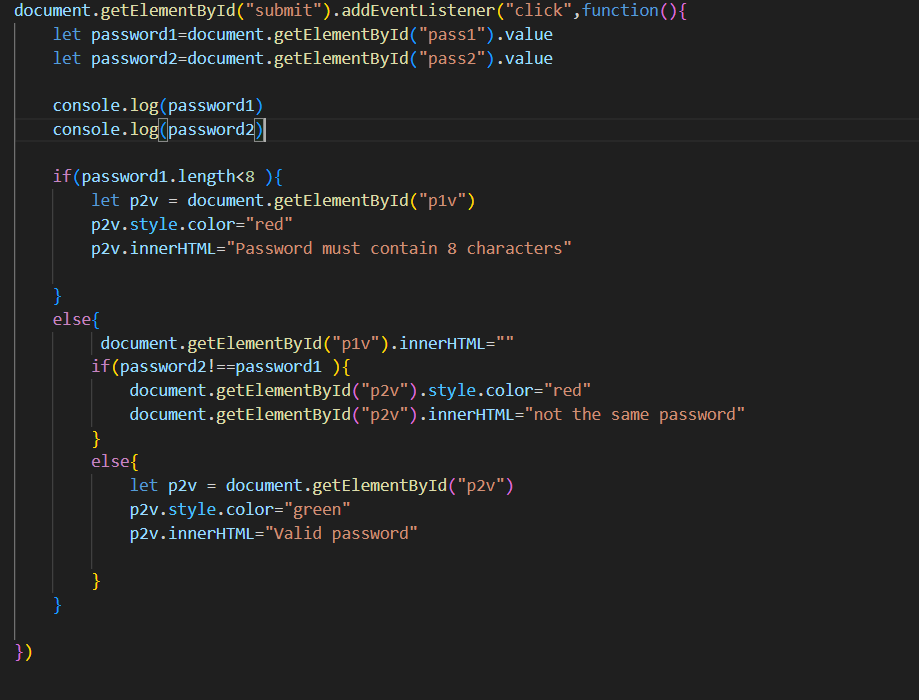 document.getElementById("submit").addEventListener("click",function(){
    let password1=document.getElementById("pass1").value
    let password2=document.getElementById("pass2").value

    console.log(password1)
    console.log(password2)

    if(password1.length<8 ){
        let p2v = document.getElementById("p1v")
        p2v.style.color="red"
        p2v.innerHTML="Password must contain 8 characters"

    }
    else{
         document.getElementById("p1v").innerHTML=""
        if(password2!==password1 ){
            document.getElementById("p2v").style.color="red"
            document.getElementById("p2v").innerHTML="not the same password"
        }
        else{
            let p2v = document.getElementById("p2v")
            p2v.style.color="green"
            p2v.innerHTML="Valid password"

        }
    }

})